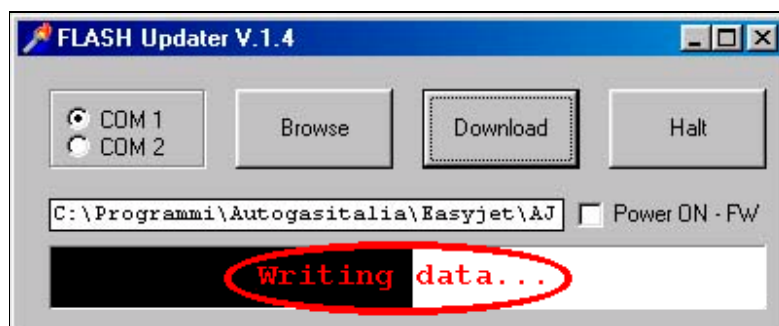 FLASH Updater V.1.4
COM 1
COM 2
Browse
Download
Halt
C:\Programmi\Autogasitalia\Easyjet\AJ
Power ON - FW
Writing data...